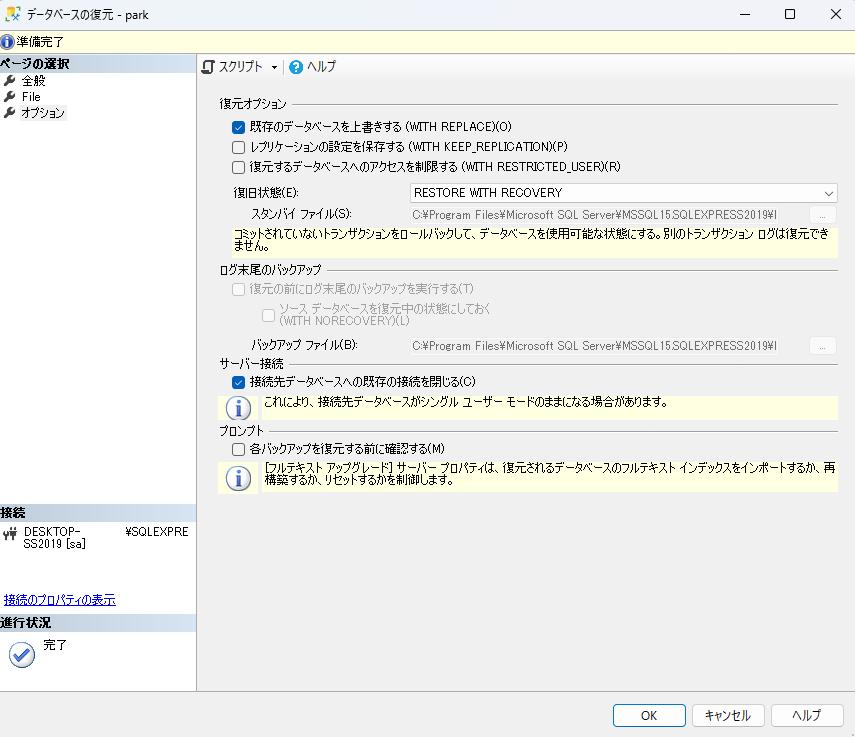 データベースの復元 - park
準備完了
ページの選択
全般
File
オプション
スクリプト
ヘルプ
復元オプション
既存のデータベースを上書きする (WITH REPLACE)(O)
レプリケーションの設定を保存する (WITH KEEP_REPLICATION)(P)
復元するデータベースへのアクセスを制限する (WITH RESTRICTED_USER)(R)
復旧状態(E):
RESTORE WITH RECOVERY
スタンバイ ファイル(S):
C:¥Program Files¥Microsoft SQL Server¥MSSQL15.SQLEXPRESS2019¥I
...
コミットされていないトランザクションをロールバックして、データベースを使用可能な状態にする。別のトランザクション ログは復元でき
ません。
ログ末尾のバックアップ
復元の前にログ末尾のバックアップを実行する(T)
ソース データベースを復元中の状態にしておく
(WITH NORECOVERY)(L)
バックアップ ファイル(B):
C:¥Program Files¥Microsoft SQL Server¥MSSQL15.SQLEXPRESS2019¥I
...
サーバー接続
接続先データベースへの既存の接続を閉じる(C)
これにより、接続先データベースがシングル ユーザー モードのままになる場合があります。
プロンプト
各バックアップを復元する前に確認する(M)
[フルテキスト アップグレード] サーバー プロパティは、復元されるデータベースのフルテキスト インデックスをインポートするか、再
構築するか、リセットするかを制御します。
接続
DESKTOP- ¥SQLEXPRE
SS2019 [sa]
接続のプロパティの表示
進行状況
完了
OK
キャンセル
ヘルプ